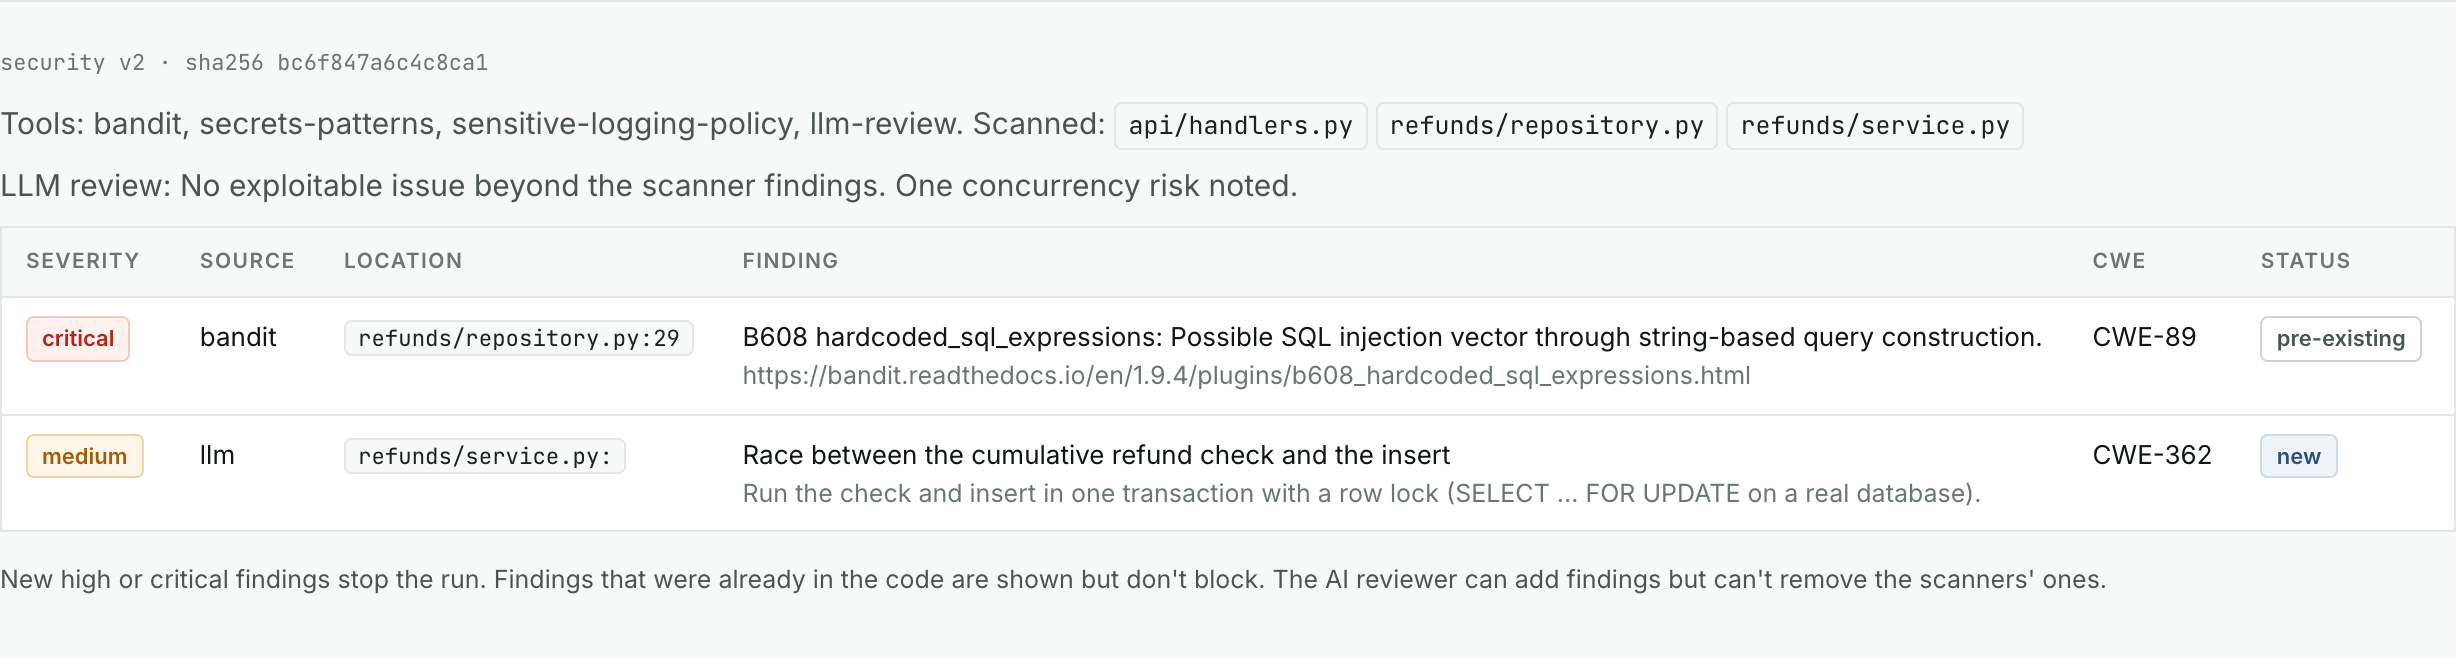 security v2 · sha256 bc6f847a6c4c8ca1
Tools: bandit, secrets-patterns, sensitive-logging-policy, llm-review. Scanned: api/handlers.py refunds/repository.py refunds/service.py
LLM review: No exploitable issue beyond the scanner findings. One concurrency risk noted.
SEVERITY SOURCE LOCATION FINDING CWE STATUS
critical bandit refunds/repository.py:29 B608 hardcoded_sql_expressions: Possible SQL injection vector through string-based query construction. CWE-89 pre-existing
https://bandit.readthedocs.io/en/1.9.4/plugins/b608_hardcoded_sql_expressions.html
medium llm refunds/service.py: Race between the cumulative refund check and the insert CWE-362 new
Run the check and insert in one transaction with a row lock (SELECT ... FOR UPDATE on a real database).
New high or critical findings stop the run. Findings that were already in the code are shown but don't block. The AI reviewer can add findings but can't remove the scanners' ones.